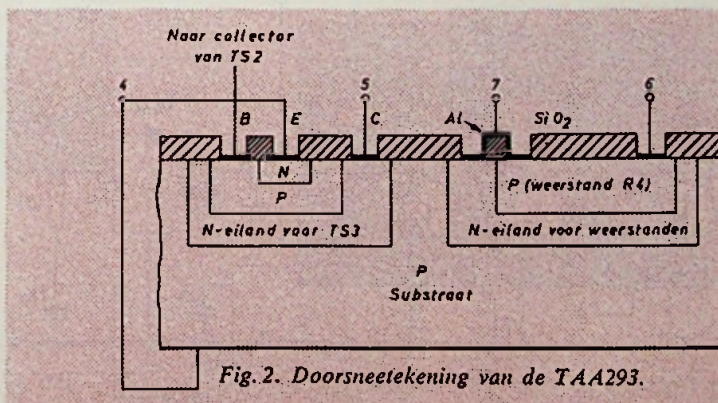 Naar collector
van TS2
4
5
7
6
B
E
C
Al
SiO2
N
P
P (weerstand R4)
N-eiland voor TS3
N-eiland voor weerstanden
P
Substraat
Fig. 2. Doorsneetekening van de TAA293.